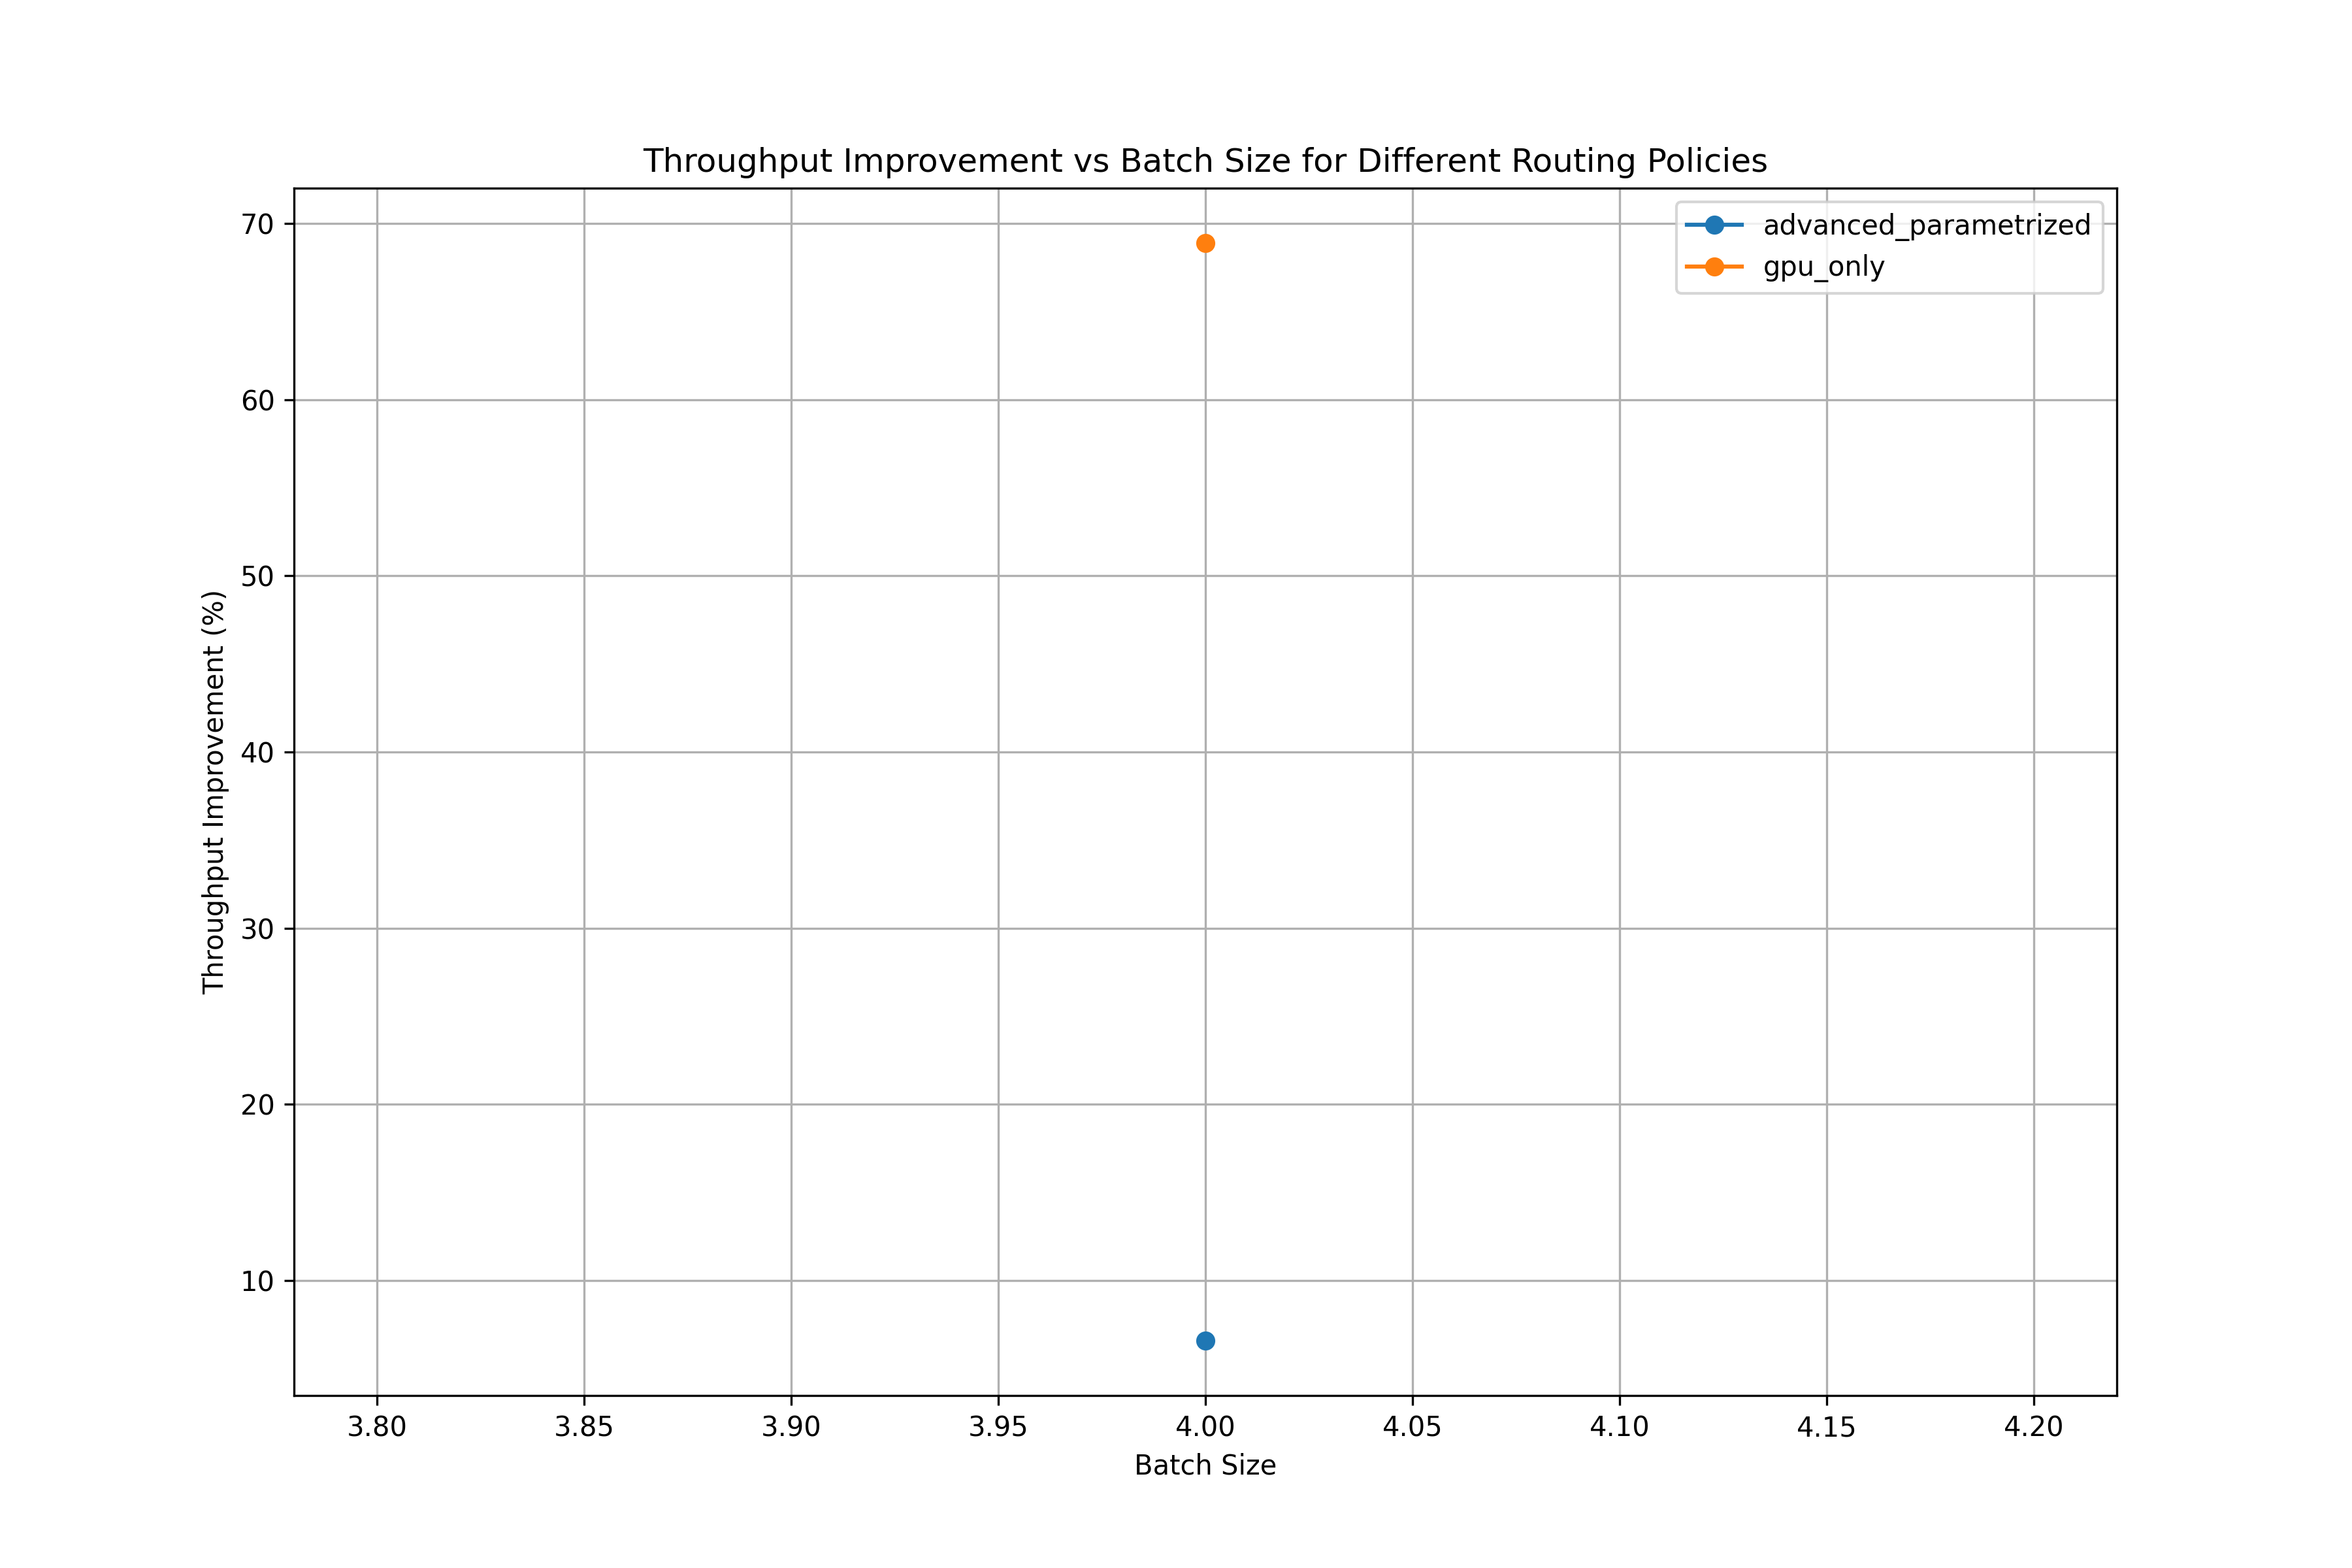 Throughput Improvement vs Batch Size for Different Routing Policies
advanced_parametrized
gpu_only
Throughput Improvement (%)
70
60
50
40
30
20
10
3.80 3.85 3.90 3.95 4.00 4.05 4.10 4.15 4.20
Batch Size